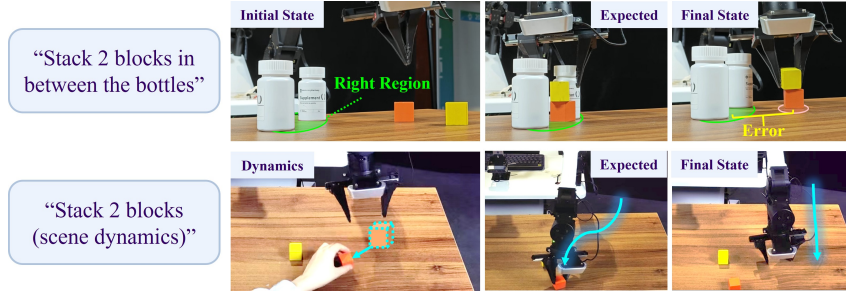 “Stack 2 blocks in
between the bottles”
Initial State
Right Region
Expected
Final State
Error
“Stack 2 blocks
(scene dynamics)”
Dynamics
Expected
Final State